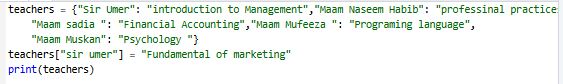 teachers = {"Sir Umer": "introduction to Management","Maam Naseem Habib": "professinal practice
"Maam sadia ": "Financial Accounting","Maam Mufeeza ": "Programing language",
"Maam Muskan": "Psychology "}
teachers["sir umer"] = "Fundamental of marketing"
print(teachers)